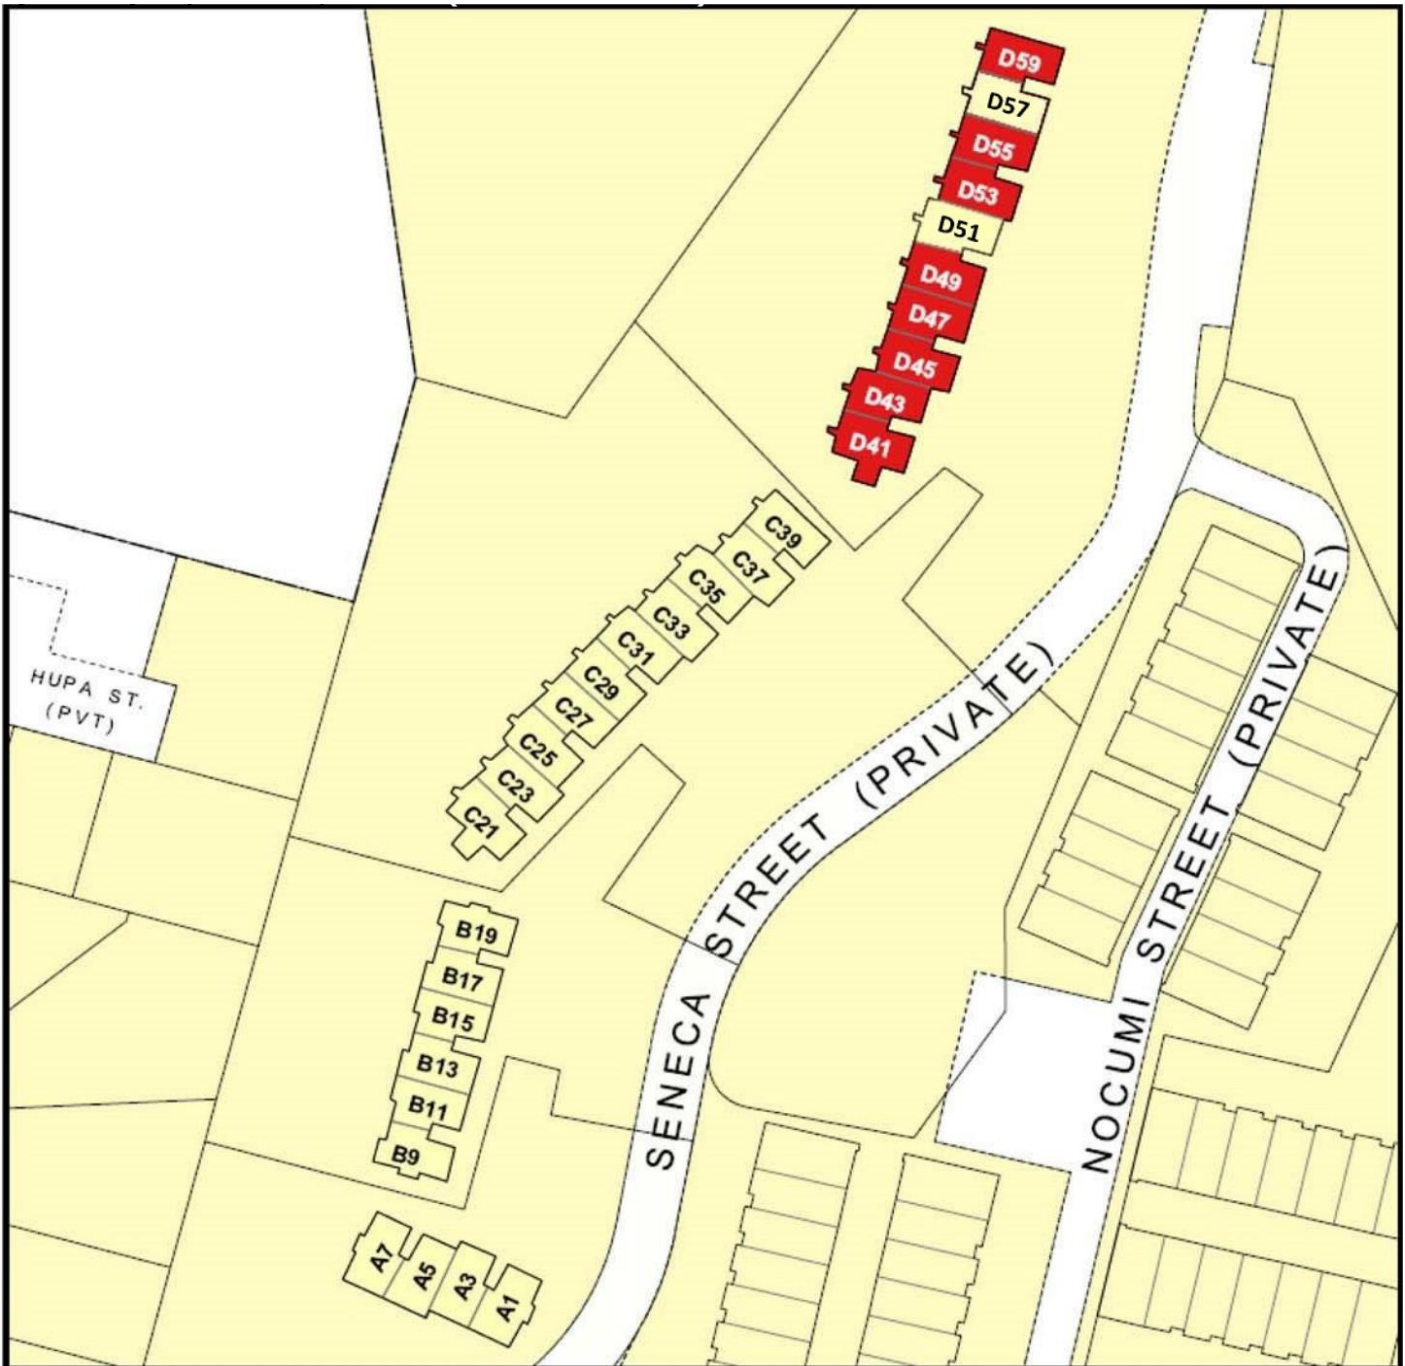 D59
D57
D55
D53
D51
D49
D47
D45
D43
D41
C39
C37
C35
C33
C31
C29
C27
C25
C23
C21
HUPA ST.
(PVT)
SENECA STREET (PRIVATE)
NOCUMI STREET (PRIVATE)
B19
B17
B15
B13
B11
B9
A7
A5
A3
A1